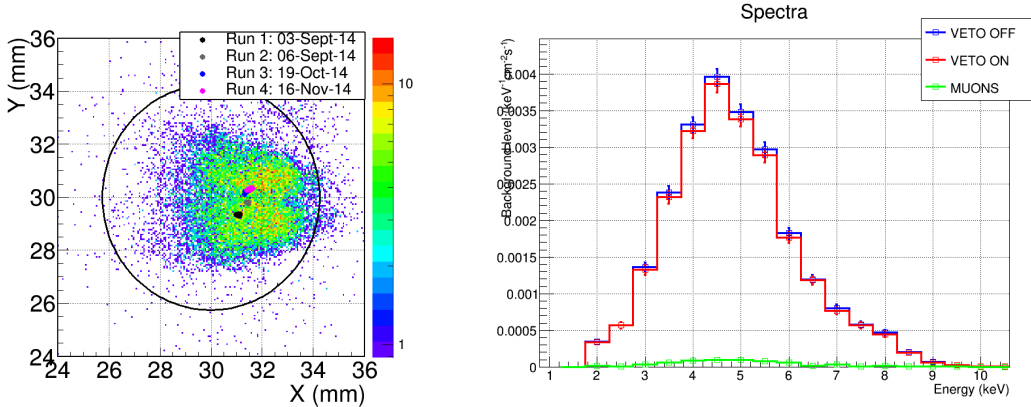 Y (mm)
36
34
32
30
28
26
24
24 26 28 30 32 34 36
X (mm)
Run 1: 03-Sept-14
Run 2: 06-Sept-14
Run 3: 19-Oct-14
Run 4: 16-Nov-14
10
1
Spectra
VETO OFF
VETO ON
MUONS
Background level (keV⁻¹cm⁻²s⁻¹)
0.004
0.0035
0.003
0.0025
0.002
0.0015
0.001
0.0005
0
1 2 3 4 5 6 7 8 9 10
Energy (keV)